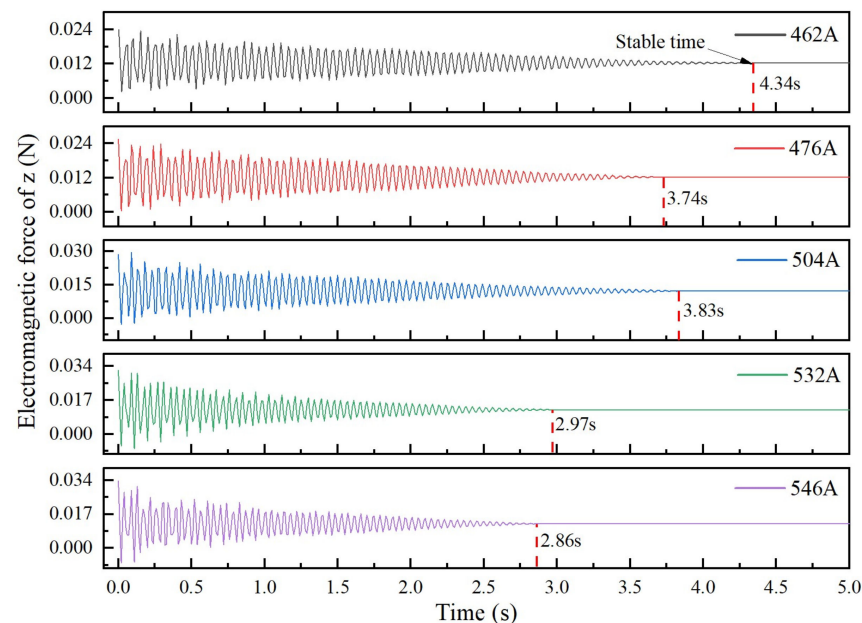 0.024
0.012
0.000
462A
Stable time
4.34s
0.024
0.012
0.000
476A
3.74s
0.030
0.015
0.000
504A
3.83s
0.034
0.017
0.000
532A
2.97s
0.034
0.017
0.000
546A
2.86s
Electromagnetic force of z (N)
0.0 0.5 1.0 1.5 2.0 2.5 3.0 3.5 4.0 4.5 5.0
Time (s)